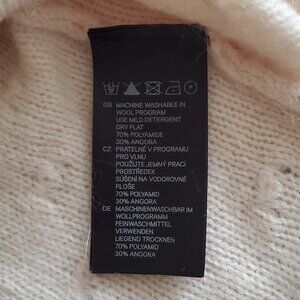 GB MACHINE WASHABLE IN
WOOL PROGRAM
USE MILD DETERGENT
DRY FLAT
70% POLYAMIDE
30% ANGORA
CZ PRATELNÉ V PROGRAMU
PRO VLNU
POUŽIJTE JEMNÝ PRACÍ
PROSTŘEDEK
SUŠENÍ NA VODOROVNÉ
PLOŠE
70% POLYAMID
30% ANGORA
DE MASCHINENWASCHBAR IM
WOLLPROGRAMM
FEINWASCHMITTEL
VERWENDEN
LIEGEND TROCKNEN
70% POLYAMID
30% ANGORA